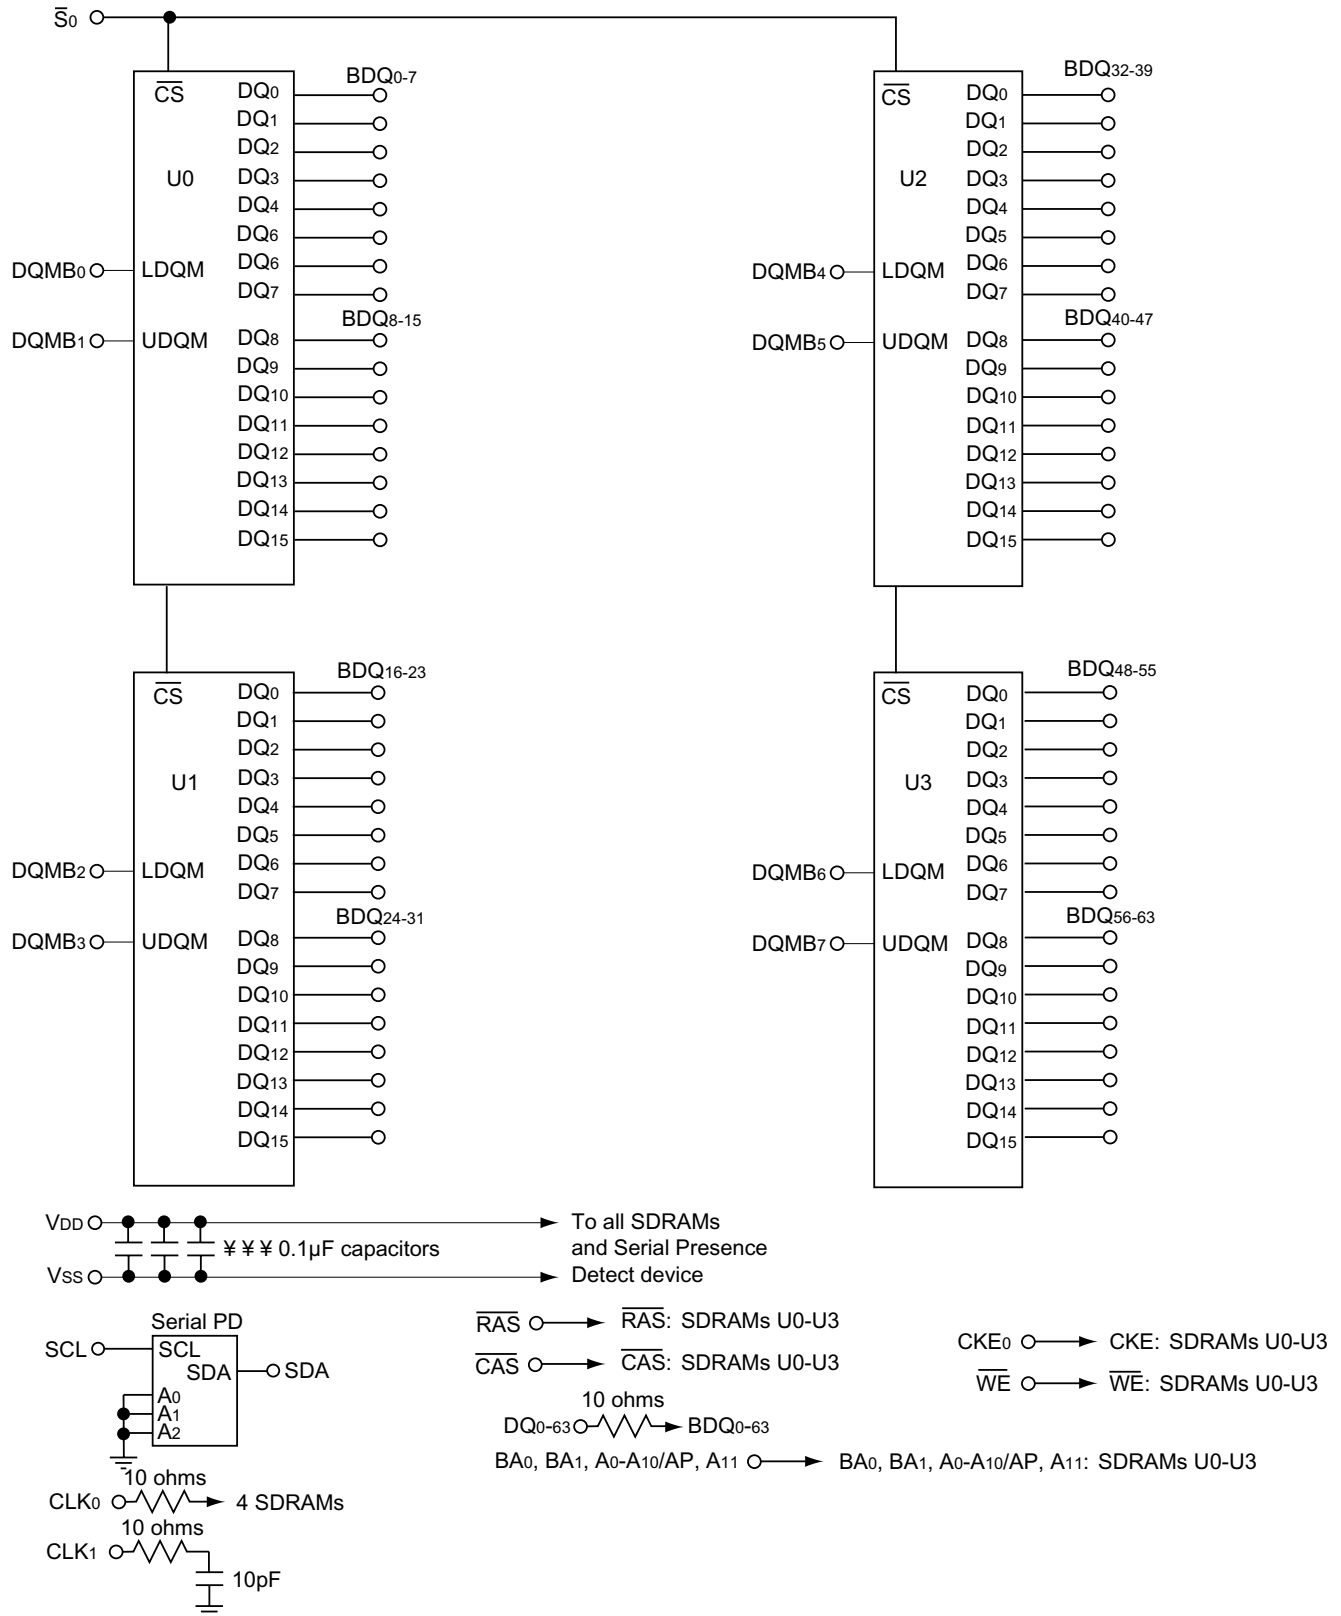 S̅0
BDQ0-7
CS̅
DQ0
DQ1
DQ2
U0
DQ3
DQ4
DQ6
DQMB0
LDQM
DQ6
DQ7
BDQ8-15
DQMB1
UDQM
DQ8
DQ9
DQ10
DQ11
DQ12
DQ13
DQ14
DQ15
BDQ32-39
CS̅
DQ0
DQ1
DQ2
U2
DQ3
DQ4
DQ5
DQMB4
LDQM
DQ6
DQ7
BDQ40-47
DQMB5
UDQM
DQ8
DQ9
DQ10
DQ11
DQ12
DQ13
DQ14
DQ15
BDQ16-23
CS̅
DQ0
DQ1
DQ2
U1
DQ3
DQ4
DQ5
DQMB2
LDQM
DQ6
DQ7
BDQ24-31
DQMB3
UDQM
DQ8
DQ9
DQ10
DQ11
DQ12
DQ13
DQ14
DQ15
BDQ48-55
CS̅
DQ0
DQ1
DQ2
U3
DQ3
DQ4
DQ5
DQMB6
LDQM
DQ6
DQ7
BDQ56-63
DQMB7
UDQM
DQ8
DQ9
DQ10
DQ11
DQ12
DQ13
DQ14
DQ15
VDD
To all SDRAMs
¥ ¥ ¥ 0.1µF capacitors
and Serial Presence
VSS
Detect device
Serial PD
SCL
SCL
SDA
SDA
A0
A1
A2
RAS̅
RAS̅: SDRAMs U0-U3
CAS̅
CAS̅: SDRAMs U0-U3
CKE0
CKE: SDRAMs U0-U3
WE̅
WE̅: SDRAMs U0-U3
10 ohms
DQ0-63
BDQ0-63
BA0, BA1, A0-A10/AP, A11
BA0, BA1, A0-A10/AP, A11: SDRAMs U0-U3
10 ohms
CLK0
4 SDRAMs
10 ohms
CLK1
10pF